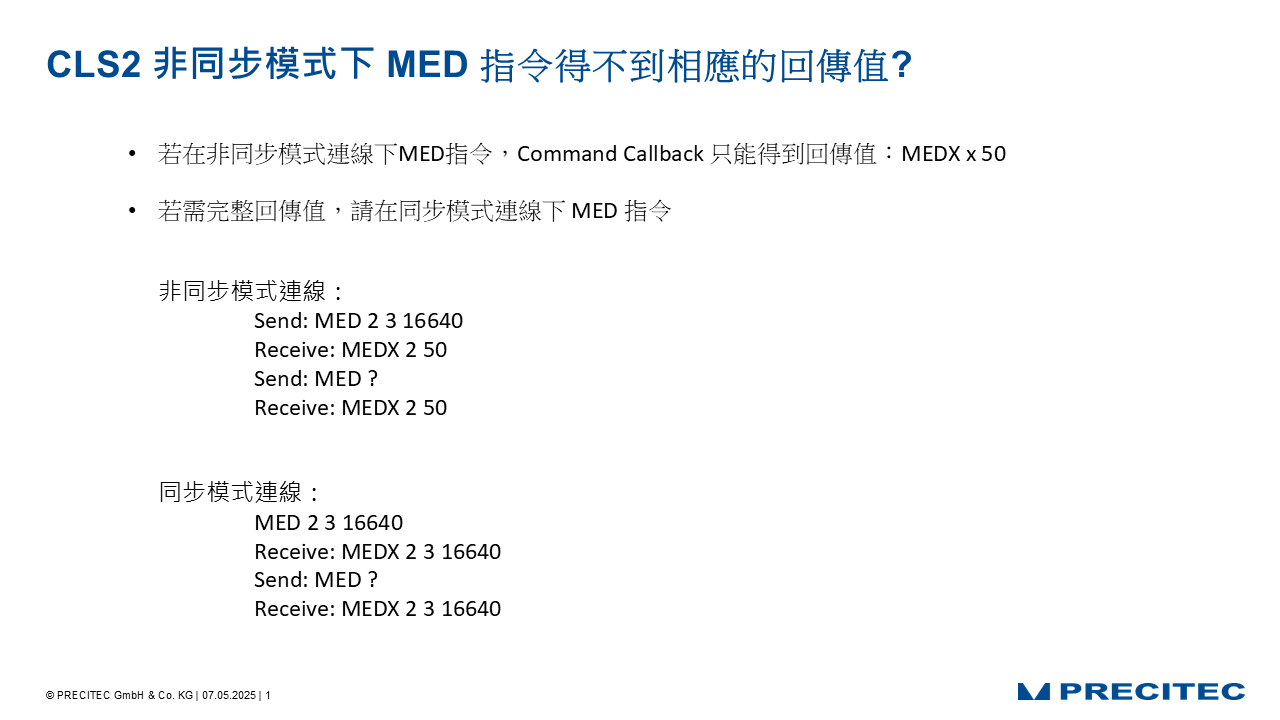 CLS2 非同步模式下 MED 指令得不到相應的回傳值?
• 若在非同步模式連線下MED指令，Command Callback 只能得到回傳值：MEDX x 50
• 若需完整回傳值，請在同步模式連線下 MED 指令
非同步模式連線：
Send: MED 2 3 16640
Receive: MEDX 2 50
Send: MED ?
Receive: MEDX 2 50
同步模式連線：
MED 2 3 16640
Receive: MEDX 2 3 16640
Send: MED ?
Receive: MEDX 2 3 16640
© PRECITEC GmbH & Co. KG | 07.05.2025 | 1
PRECITEC